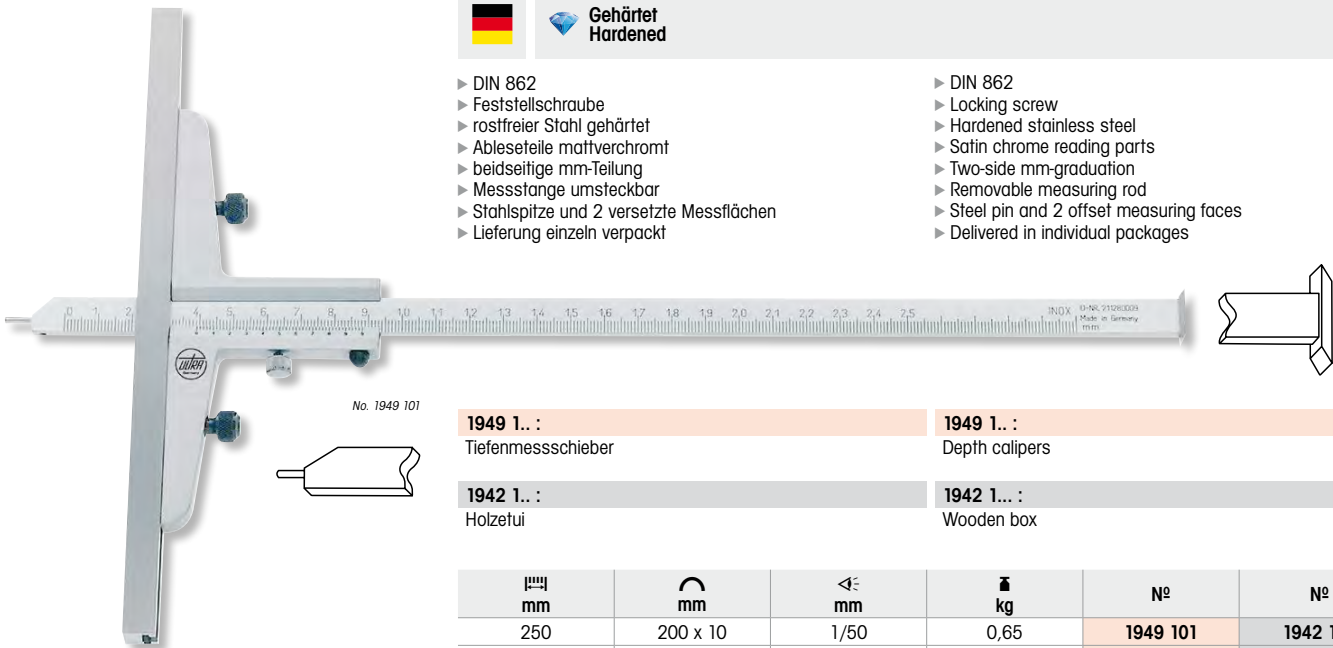 Gehärtet
Hardened
▶ DIN 862
▶ Feststellschraube
▶ rostfreier Stahl gehärtet
▶ Ableseteile mattverchromt
▶ beidseitige mm-Teilung
▶ Messstange umsteckbar
▶ Stahlspitze und 2 versetzte Messflächen
▶ Lieferung einzeln verpackt
▶ DIN 862
▶ Locking screw
▶ Hardened stainless steel
▶ Satin chrome reading parts
▶ Two-side mm-graduation
▶ Removable measuring rod
▶ Steel pin and 2 offset measuring faces
▶ Delivered in individual packages
0 1 2 4 5 6 7 8 9 10 11 12 13 14 15 16 17 18 19 20 21 22 23 24 25
INOX
Made in Germany
mm
ULTRA
Germany
No. 1949 101
1949 1.. :
Tiefenmessschieber
1949 1.. :
Depth calipers
1942 1.. :
Holzetui
1942 1... :
Wooden box
mm mm mm kg Nº Nº
250 200 x 10 1/50 0,65 1949 101 1942